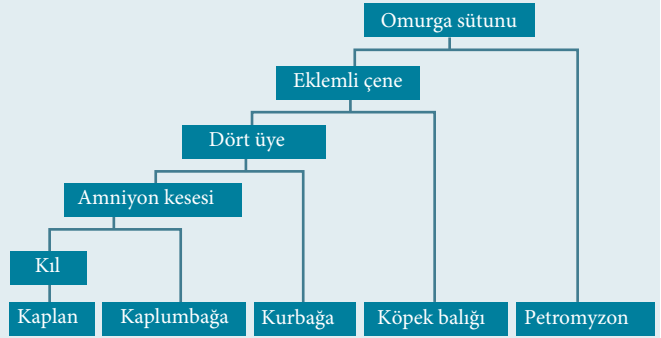 Omurga sütunu
Eklemli çene
Dört üye
Amniyon kesesi
Kıl
Kaplan
Kaplumbağa
Kurbağa
Köpek balığı
Petromyzon